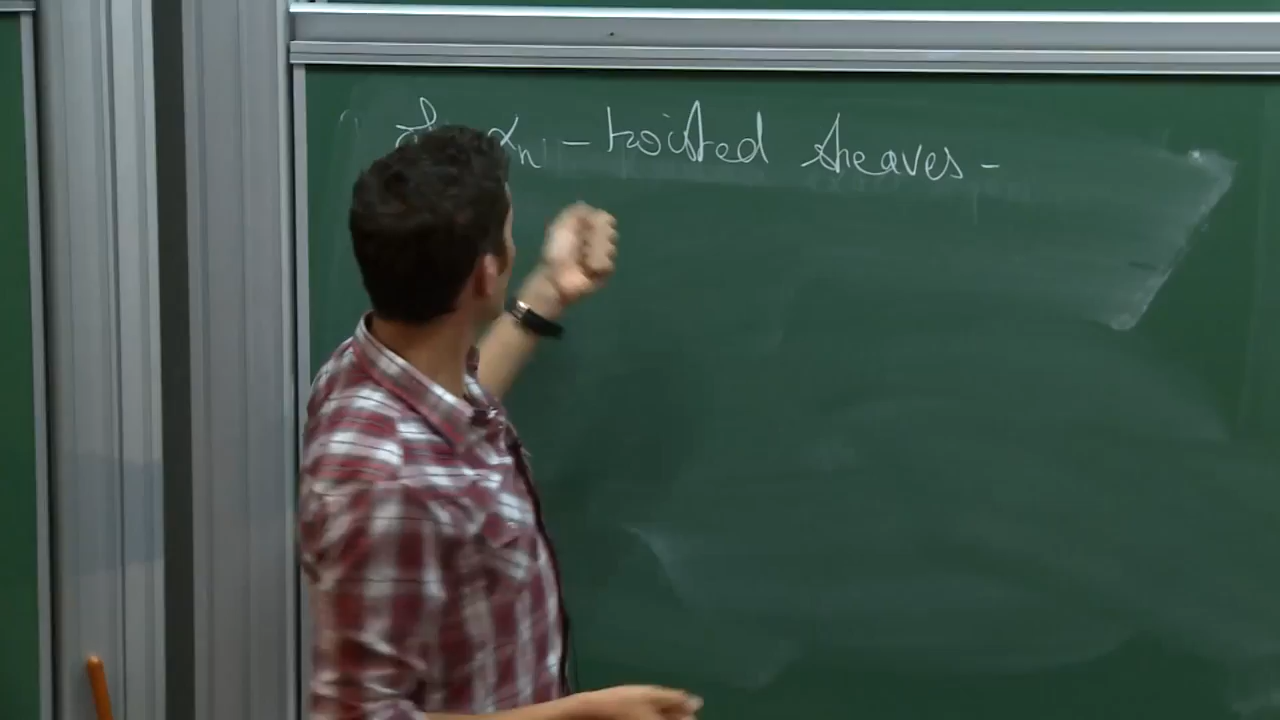 αₙ - twisted sheaves -